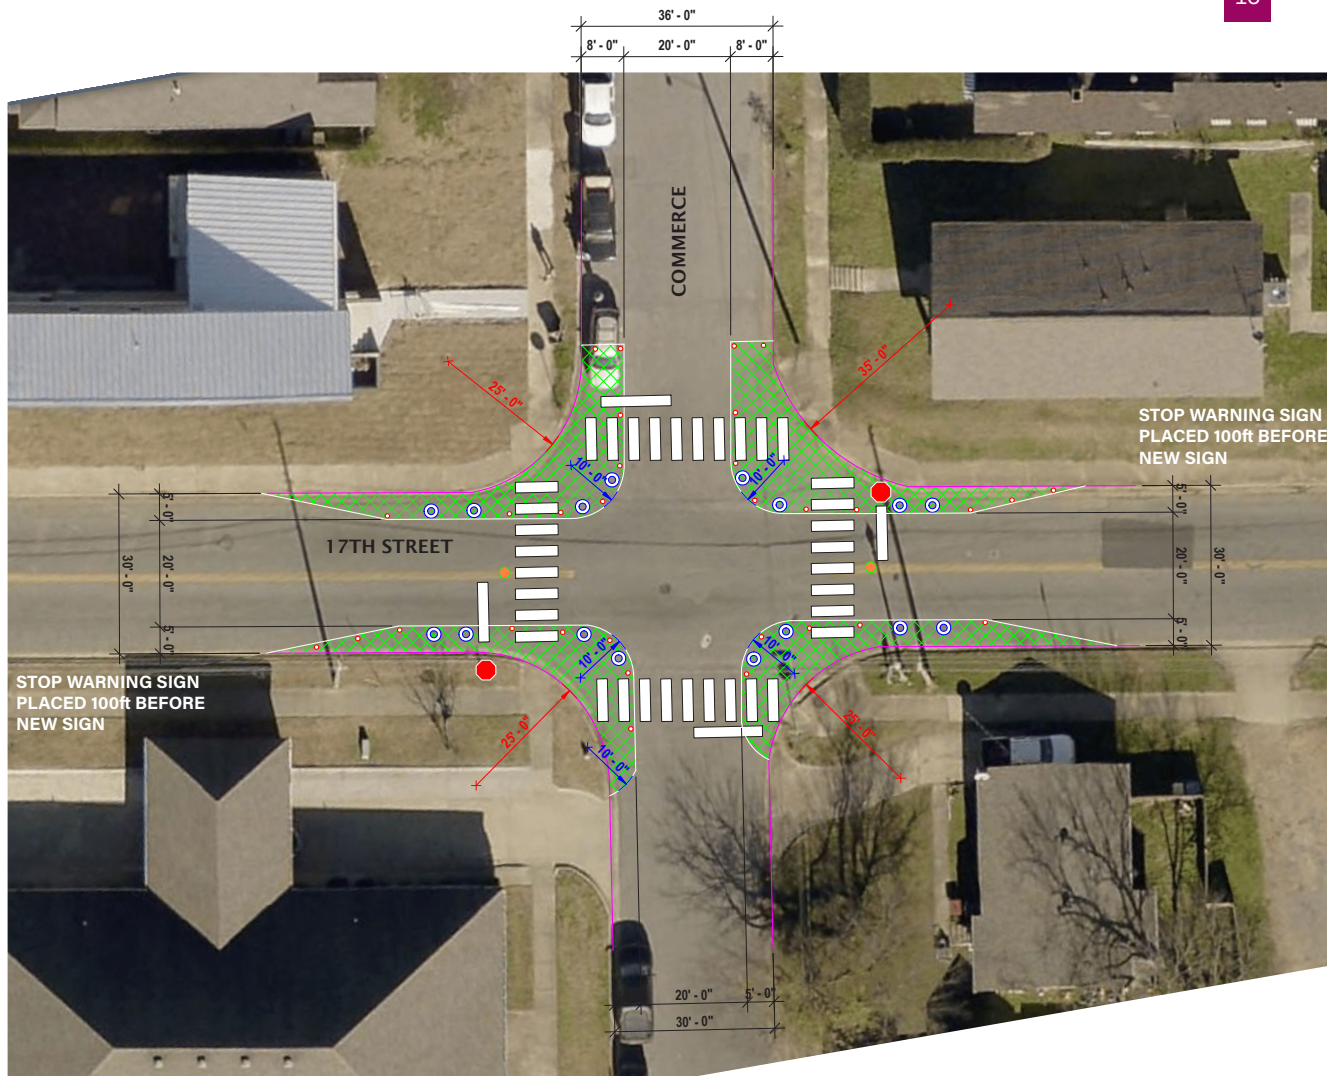 36' - 0"
8' - 0"
20' - 0"
8' - 0"
COMMERCE
25' - 0"
35' - 0"
STOP WARNING SIGN
PLACED 100ft BEFORE
NEW SIGN
10' - 0"
10' - 0"
5' - 0"
20' - 0"
5' - 0"
30' - 0"
17TH STREET
5' - 0"
20' - 0"
5' - 0"
30' - 0"
10' - 0"
10' - 0"
STOP WARNING SIGN
PLACED 100ft BEFORE
NEW SIGN
25' - 0"
25' - 0"
10' - 0"
20' - 0"
5' - 0"
30' - 0"